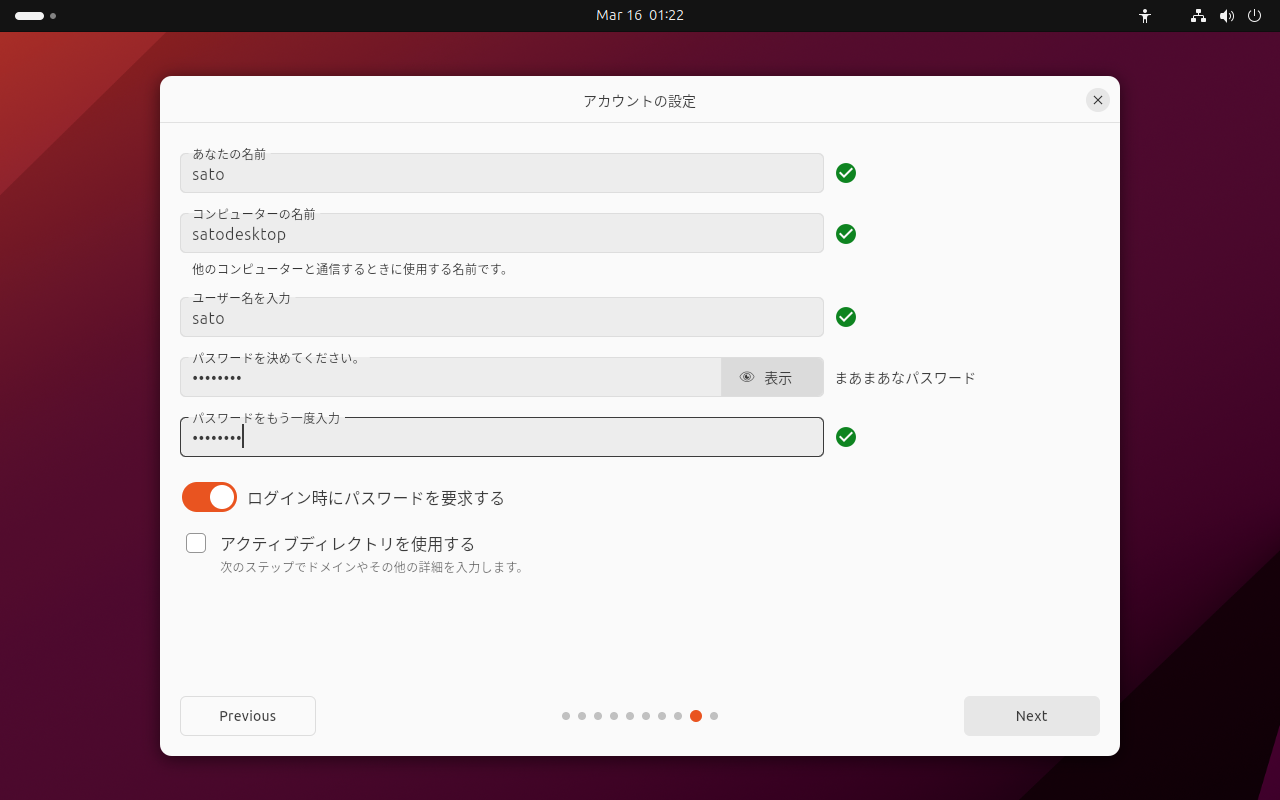 Mar 16 01:22
アカウントの設定
あなたの名前
sato
コンピューターの名前
satodesktop
他のコンピューターと通信するときに使用する名前です。
ユーザー名を入力
sato
パスワードを決めてください。
•••••••• 表示 まあまあなパスワード
パスワードをもう一度入力
••••••••
ログイン時にパスワードを要求する
アクティブディレクトリを使用する
次のステップでドメインやその他の詳細を入力します。
Previous Next